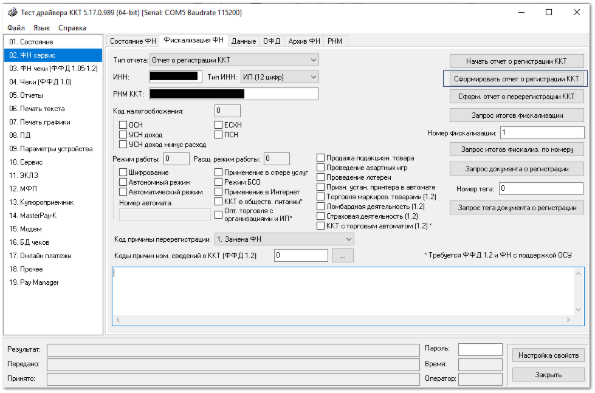 Тест драйвера ККТ 5.17.0.989 (64-bit) [Serial: COM5 Baudrate 115200]
Файл Язык Справка
01. Состояние
02. ФН сервис
03. ФН чеки (ФФД 1.05-1.2)
04. Чеки (ФФД 1.0)
05. Отчеты
06. Печать текста
07. Печать графики
08. ПД
09. Параметры устройства
10. Сервис
11. ЭКЛЗ
12. МФП
13. Купюроприемник
14. MasterPay-К
15. Модем
16. БД чеков
17. Онлайн платежи
18. Прочее
19. Pay Manager
Состояние ФН Фискализация ФН Данные ОФД Архив ФН РНМ
Тип отчета: Отчет о регистрации ККТ
ИНН: Тип ИНН: ИП (12 цифр)
РНМ ККТ:
Код налогообложения: 0
ОСН ЕСХН
УСН доход ПСН
УСН доход минус расход
Режим работы: 0 Расш. режим работы: 0
Шифрование
Автономный режим
Автоматический режим
Номер автомата:
Применение в сфере услуг
Режим БСО
Применение в Интернет
ККТ в обществ. питании*
Опт. торговля с
организациями и ИП*
Продажа подакцизн. товара
Проведение азартных игр
Проведение лотереи
Призн. устан. принтера в автомате
Торговля маркиров. товарами (1.2)
Ломбардная деятельность (1.2)
Страховая деятельность (1.2)
ККТ с торговым автоматом (1.2) *
Код причины перерегистрации: 1. Замена ФН
Коды причин изм. сведений о ККТ (ФФД 1.2): 0 ...
* Требуется ФФД 1.2 и ФН с поддержкой ОСУ
Начать отчет о регистрации ККТ
Сформировать отчет о регистрации ККТ
Сформ. отчет о перерегистрации ККТ
Запрос итогов фискализации
Номер фискализации: 1
Запрос итогов фискализ. по номеру
Запрос документа о регистрации
Номер тега: 0
Запрос тега документа о регистрации
Результат: Пароль:
Передано: Время:
Принято: Оператор:
Настройка свойств
Закрыть